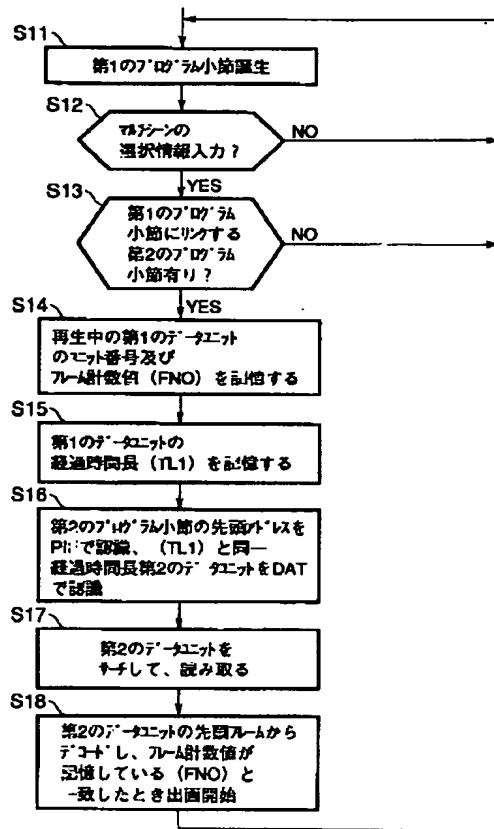 S11
第1のプログラム小節誕生
S12
マルチシーンの
選択情報入力？
NO
YES
S13
第1のプログラム
小節にリンクする
第2のプログラム
小節有り？
NO
YES
S14
再生中の第1のデータユニット
のユニット番号及び
フレーム計数値（FNO）を記憶する
S15
第1のデータユニットの
経過時間長（TL1）を記憶する
S16
第2のプログラム小節の先頭アドレスを
で認識、（TL1）と同一
経過時間長第2のデータユニットをDAT
で認識
S17
第2のデータユニットを
サーチして、読み取る
S18
第2のデータユニットの先頭フレームから
デコードし、フレーム計数値が
記憶している（FNO）と
一致したとき出画開始